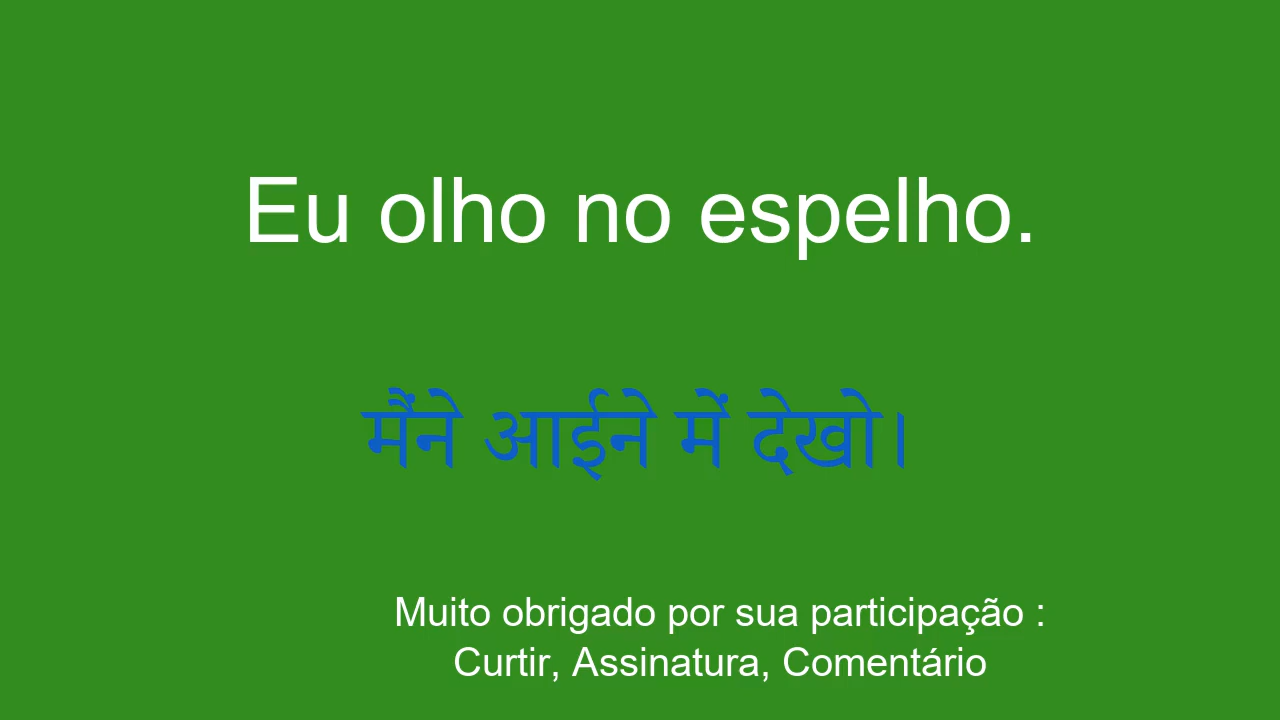 Eu olho no espelho.
मैंने आईने में देखो।
Muito obrigado por sua participação :
Curtir, Assinatura, Comentário